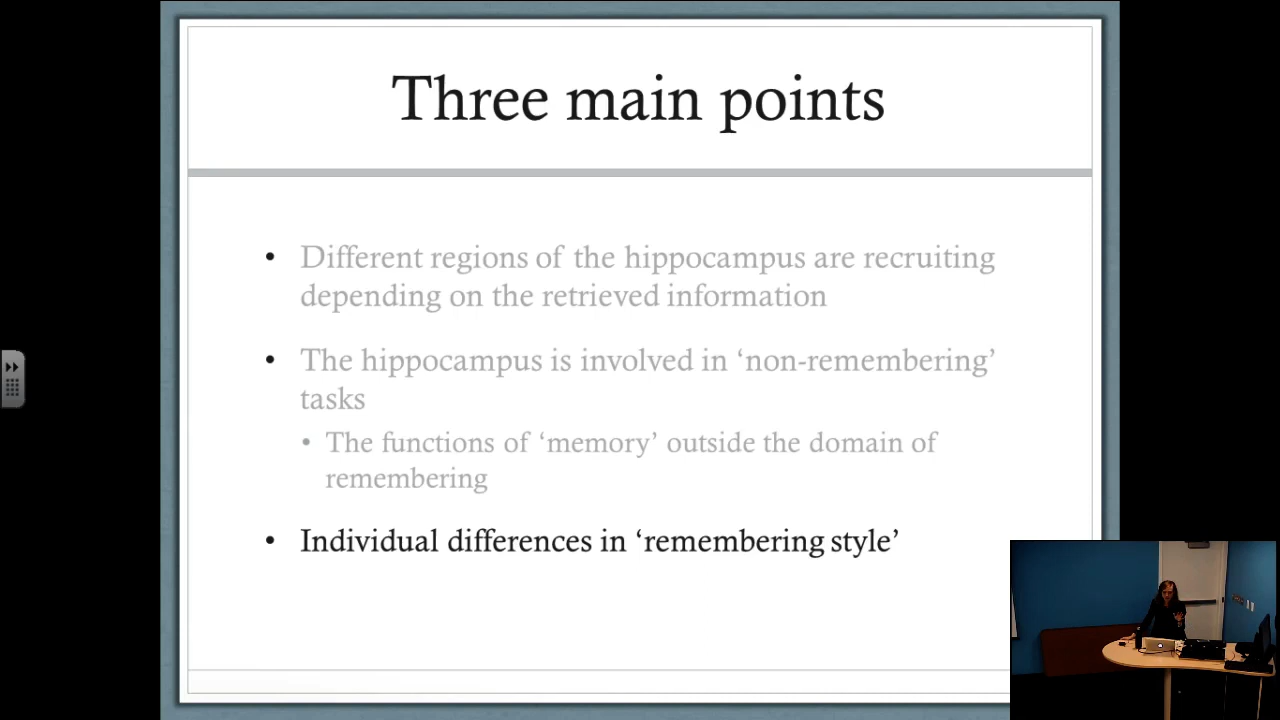 Three main points
• Different regions of the hippocampus are recruiting
depending on the retrieved information
• The hippocampus is involved in ‘non-remembering’
tasks
• The functions of ‘memory’ outside the domain of
remembering
• Individual differences in ‘remembering style’